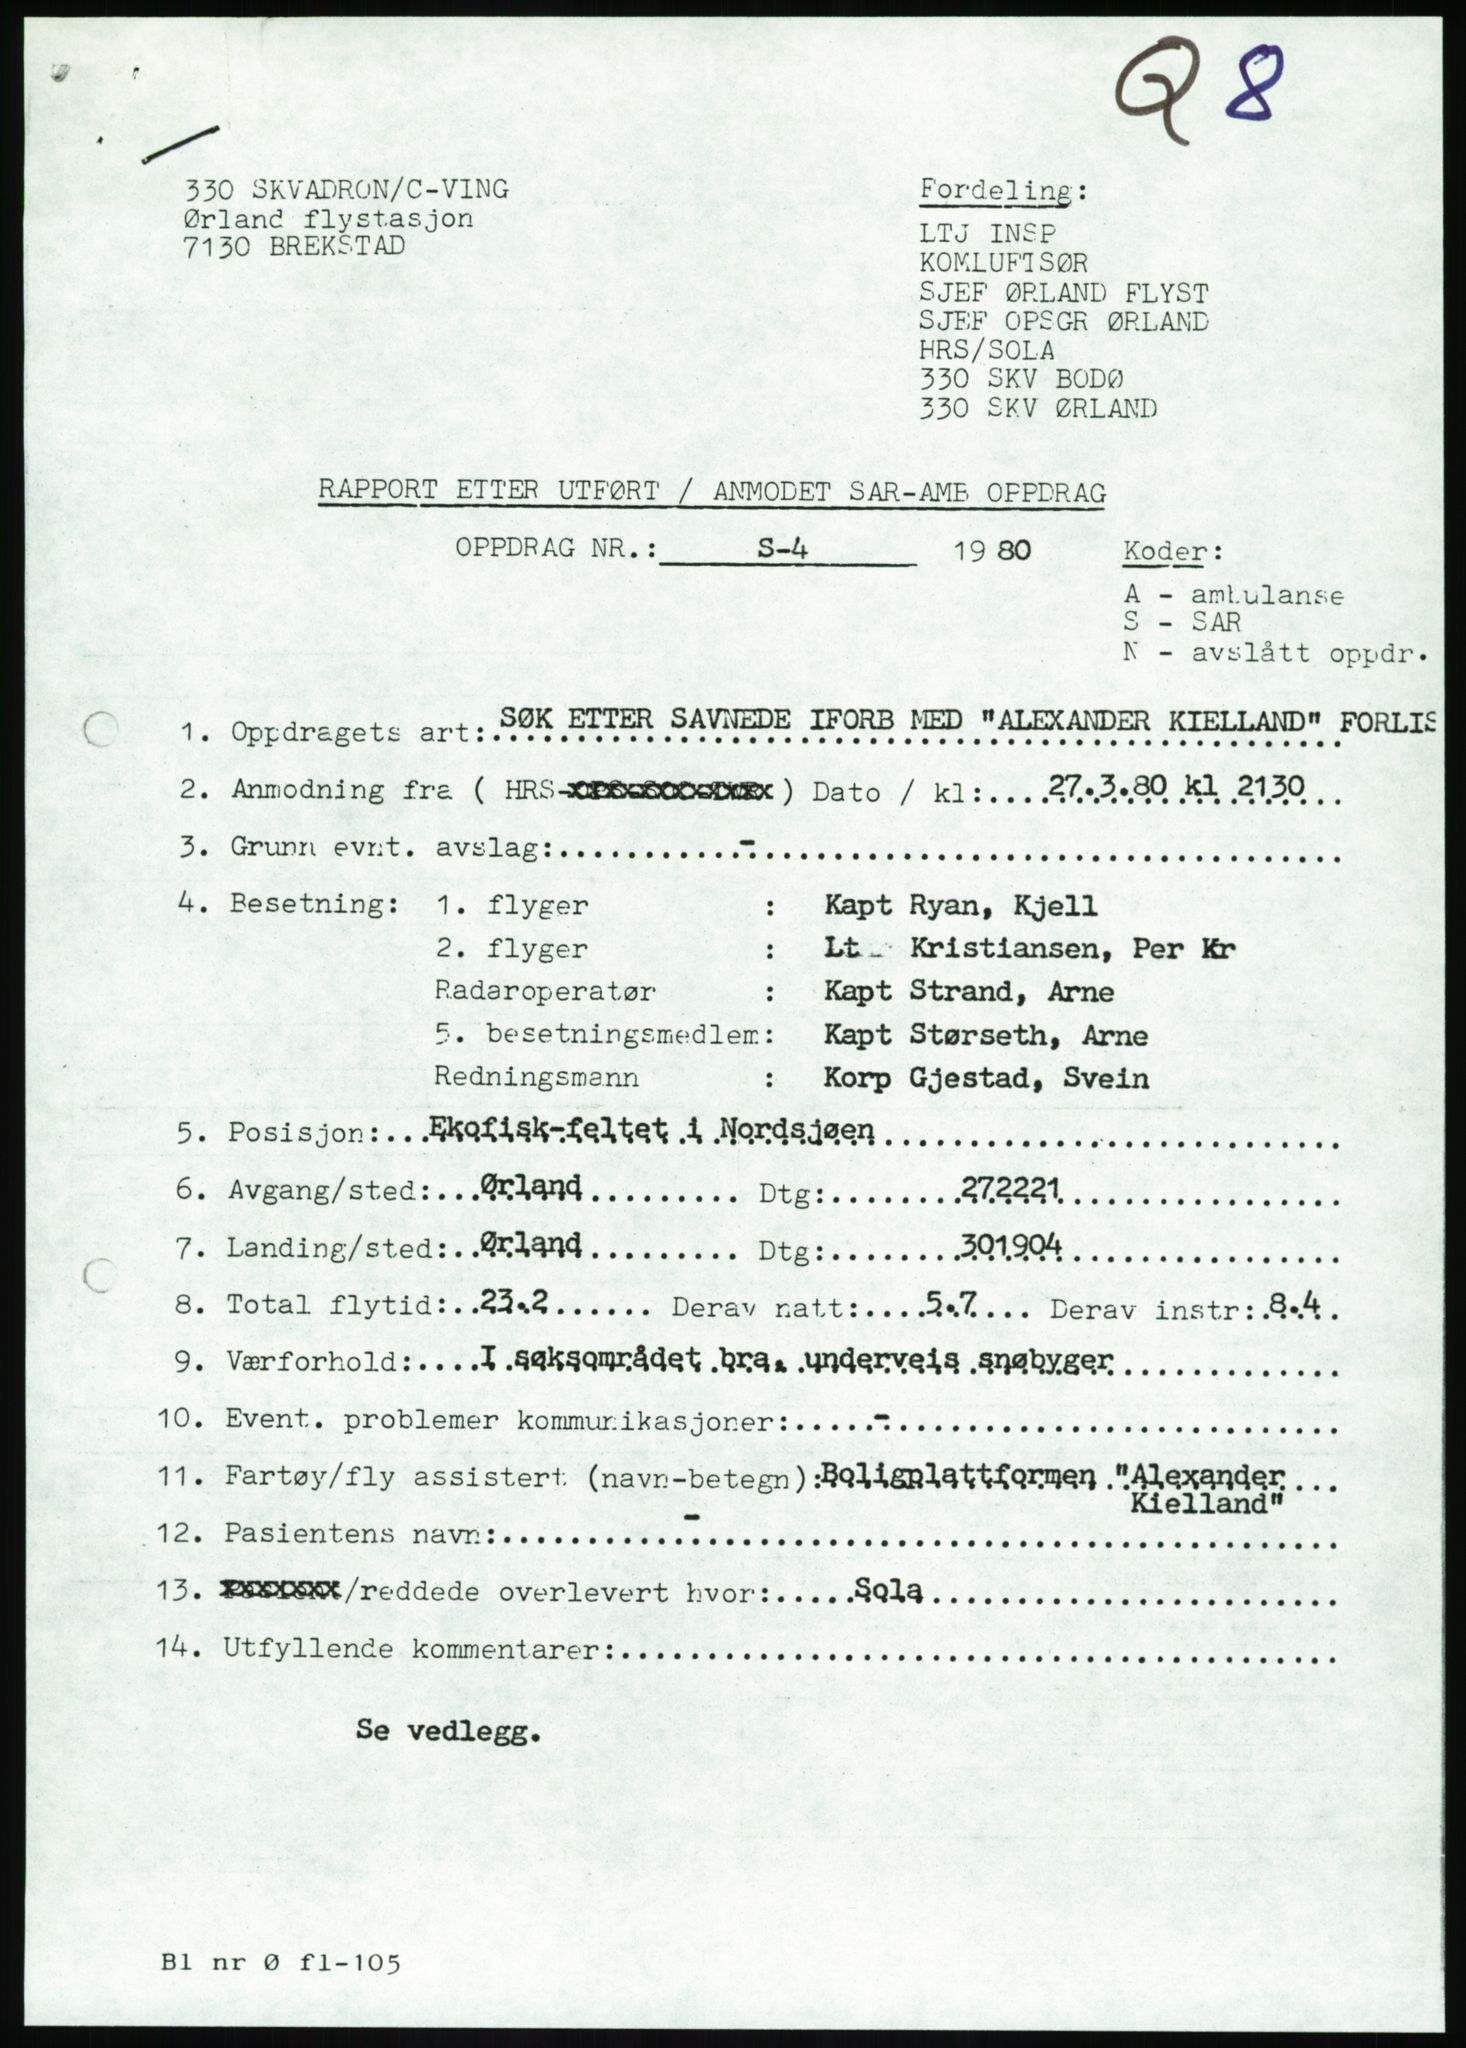 Q 8
330 SKVADRON/C-VING
Ørland flystasjon
7130 BREKSTAD
Fordeling:
LTJ INSP
KOMLUFTSØR
SJEF ØRLAND FLYST
SJEF OPSGR ØRLAND
HRS/SOLA
330 SKV BODØ
330 SKV ØRLAND
RAPPORT ETTER UTFØRT / ANMODET SAR-AMB OPPDRAG
OPPDRAG NR.: S-4 1980
Koder:
A - ambulanse
S - SAR
N - avslått oppdr.
1. Oppdragets art: SØK ETTER SAVNEDE IFORB MED "ALEXANDER KIELLAND" FORLIS
2. Anmodning fra ( HRS- ) Dato / kl:....27.3.80 kl 2130...
3. Grunn evnt. avslag:...........-...................................
4. Besetning: 1. flyger : Kapt Ryan, Kjell
2. flyger : Lt Kristiansen, Per Kr
Radaroperatør : Kapt Strand, Arne
5. besetningsmedlem: Kapt Størseth, Arne
Redningsmann : Korp Gjestad, Svein
5. Posisjon:...Ekofisk-feltet i Nordsjøen...........................
6. Avgang/sted:...Ørland......... Dtg:........272221................
7. Landing/sted:..Ørland......... Dtg:........301904................
8. Total flytid:..23.2...... Derav natt:....5.7.... Derav instr:.8.4.
9. Værforhold:....I søksområdet bra, underveis snøbyger.............
10. Event. problemer kommunikasjoner:.....-...........................
11. Fartøy/fly assistert (navn-betegn):Boligplattformen "Alexander...
Kielland"
12. Pasientens navn:...........-......................................
13. /reddede overlevert hvor:.....Sola........................
14. Utfyllende kommentarer:..........................................
Se vedlegg.
Bl nr Ø fl-105